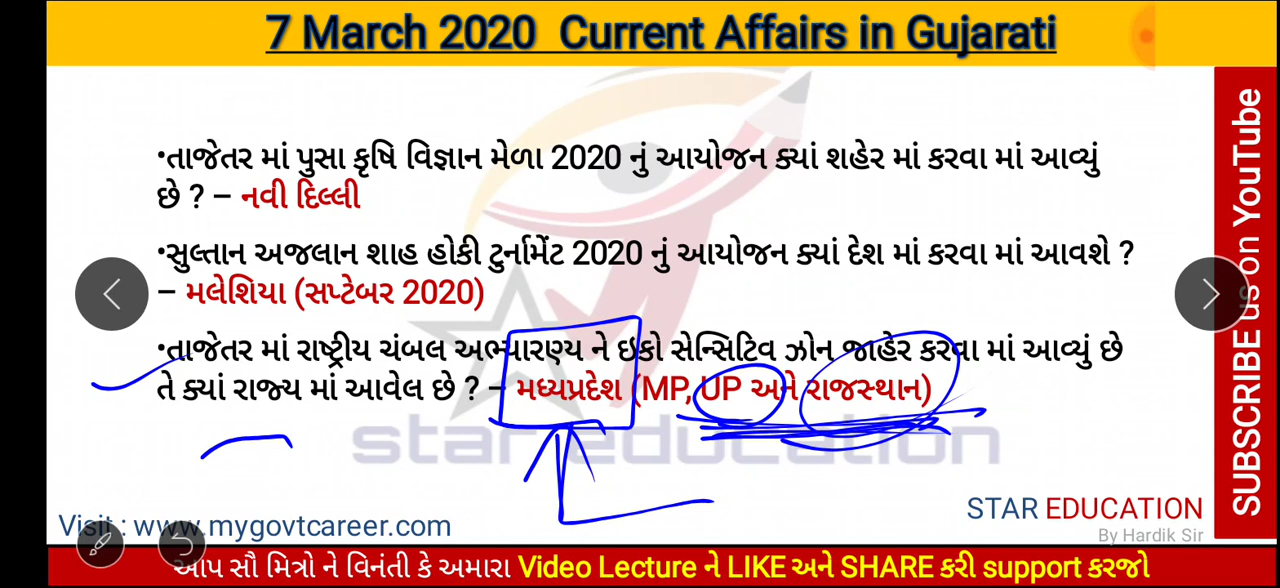 7 March 2020 Current Affairs in Gujarati
•તાજેતર માં પુસા કૃષિ વિજ્ઞાન મેળા 2020 નું આયોજન ક્યાં શહેર માં કરવા માં આવ્યું
છે ? – નવી દિલ્લી
•સુલ્તાન અજલાન શાહ હોકી ટુર્નામેંટ 2020 નું આયોજન ક્યાં દેશ માં કરવા માં આવશે ?
– મલેશિયા (સપ્ટેબર 2020)
•તાજેતર માં રાષ્ટ્રીય ચંબલ અભ્યારણ્ય ને ઇકો સેન્સિટિવ ઝોન જાહેર કરવા માં આવ્યું છે
તે ક્યાં રાજ્ય માં આવેલ છે ? – મધ્યપ્રદેશ (MP, UP અને રાજસ્થાન)
star education
STAR EDUCATION
By Hardik Sir
Visit : www.mygovtcareer.com
આપ સૌ મિત્રો ને વિનંતી કે અમારા Video Lecture ને LIKE અને SHARE કરી support કરજો
SUBSCRIBE us on YouTube